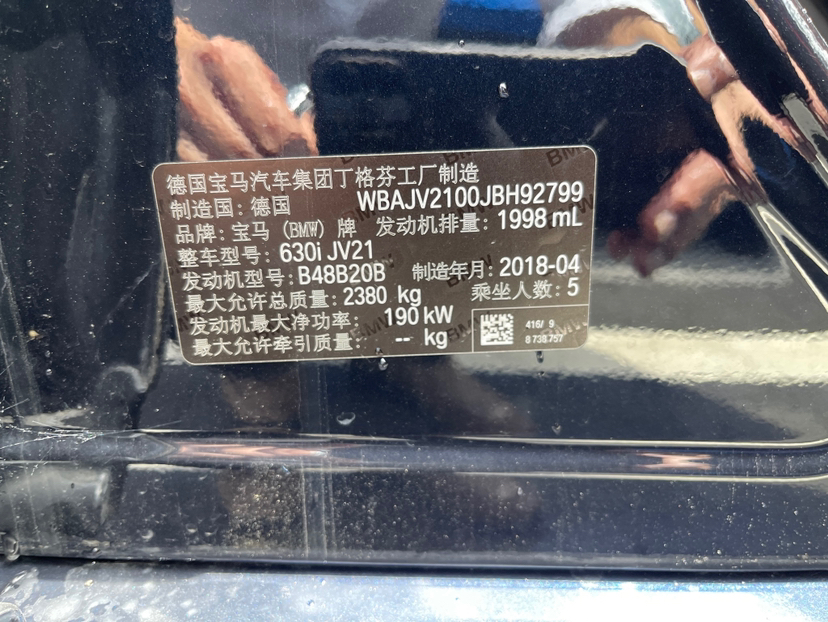 德国宝马汽车集团丁格芬工厂制造
制造国：德国 WBAJV2100JBH92799
品牌：宝马 (BMW) 牌 发动机排量：1998 mL
整车型号：630i JV21
发动机型号：B48B20B 制造年月：2018-04
最大允许总质量：2380 kg 乘坐人数：5
发动机最大净功率： 190 kW
最大允许牵引质量： -- kg
416/ 9
8 738 757